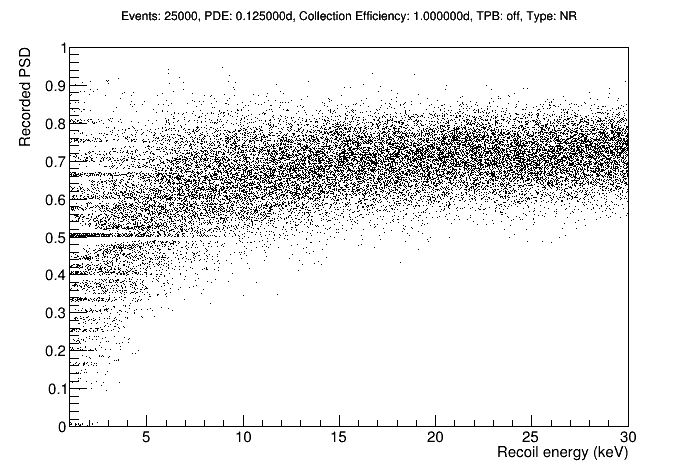 Events: 25000, PDE: 0.125000d, Collection Efficiency: 1.000000d, TPB: off, Type: NR
Recorded PSD
1
0.9
0.8
0.7
0.6
0.5
0.4
0.3
0.2
0.1
0
5 10 15 20 25 30
Recoil energy (keV)